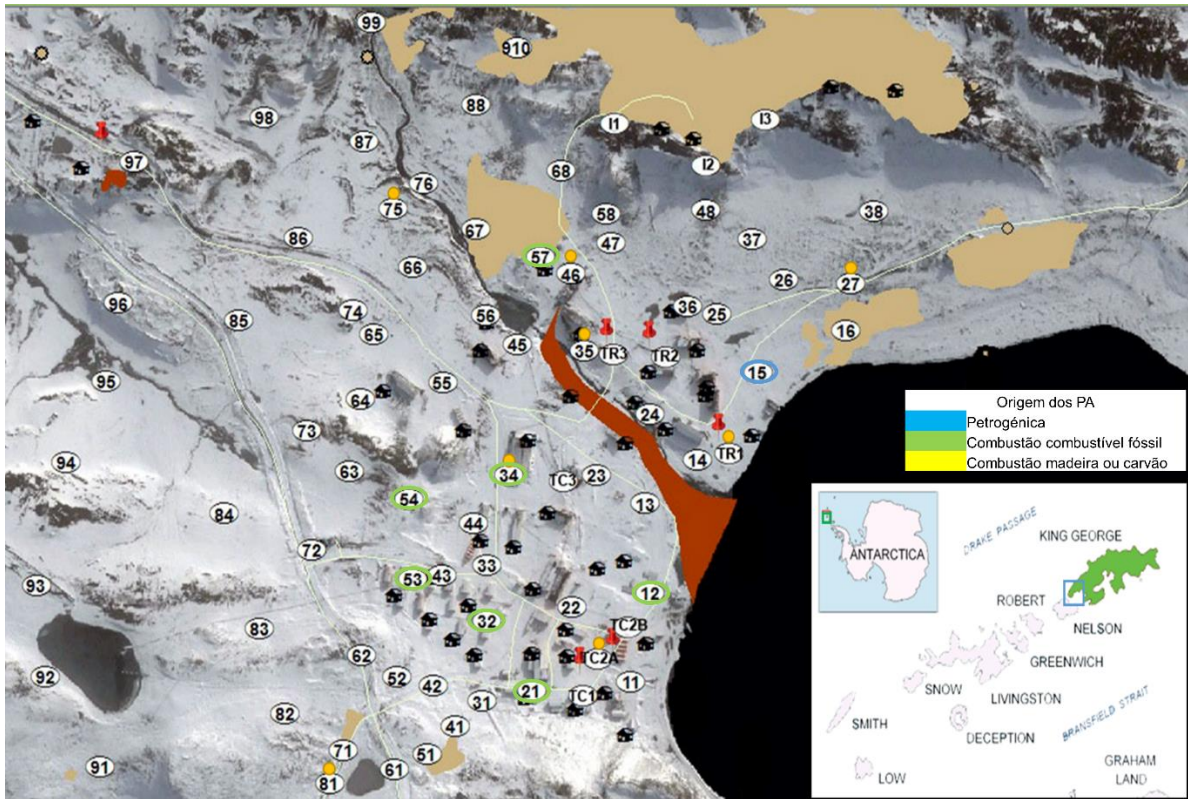 99
910
98
88
87
I1
I3
97
68
I2
76
75
58
48
38
67
47
37
86
57
46
66
26
27
96
74
56
36
25
85
65
45
35
16
TR3
TR2
15
95
55
64
24
73
TR1
94
34
14
63
TC3
23
54
13
84
44
72
33
93
53
43
12
32
22
83
TC2B
62
TC2A
92
52
42
11
21
TC1
31
82
41
71
51
91
61
81
Origem dos PA
Petrogénica
Combustão combustível fóssil
Combustão madeira ou carvão
ANTARCTICA
DRAKE PASSAGE
KING GEORGE
ROBERT
NELSON
GREENWICH
SNOW
LIVINGSTON
SMITH
DECEPTION
BRANSFIELD STRAIT
LOW
GRAHAM
LAND